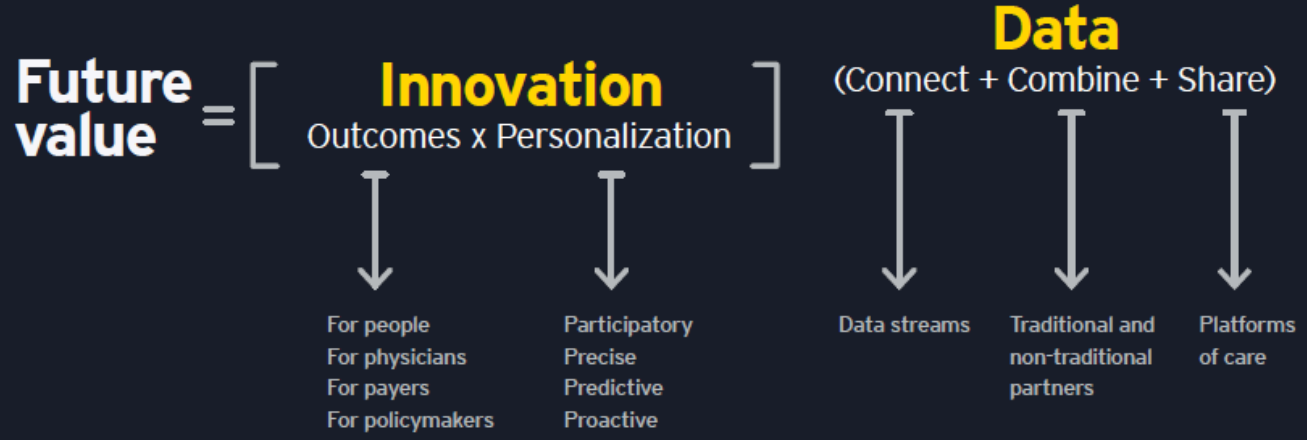 Future
value
=
[
Innovation
Outcomes x Personalization
]
Data
(Connect + Combine + Share)
For people
For physicians
For payers
For policymakers
Participatory
Precise
Predictive
Proactive
Data streams
Traditional and
non-traditional
partners
Platforms
of care